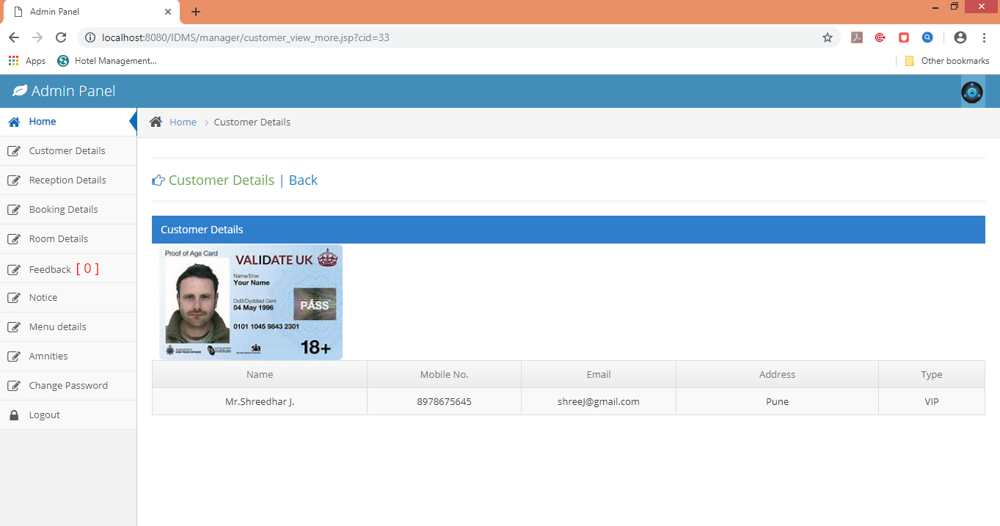 Admin Panel
localhost:8080/IDMS/manager/customer_view_more.jsp?cid=33
Apps Hotel Management... Other bookmarks
Admin Panel
Home
Customer Details
Reception Details
Booking Details
Room Details
Feedback [ 0 ]
Notice
Menu details
Amnities
Change Password
Logout
Home > Customer Details
Customer Details | Back
Customer Details
Proof of Age Card
VALIDATE UK
Name/Enw
Your Name
DoB/Dyddiad Geni
04 May 1996
PASS
0101 1045 9843 2301
sia
18+
Name Mobile No. Email Address Type
Mr.Shreedhar J. 8978675645 shreeJ@gmail.com Pune VIP